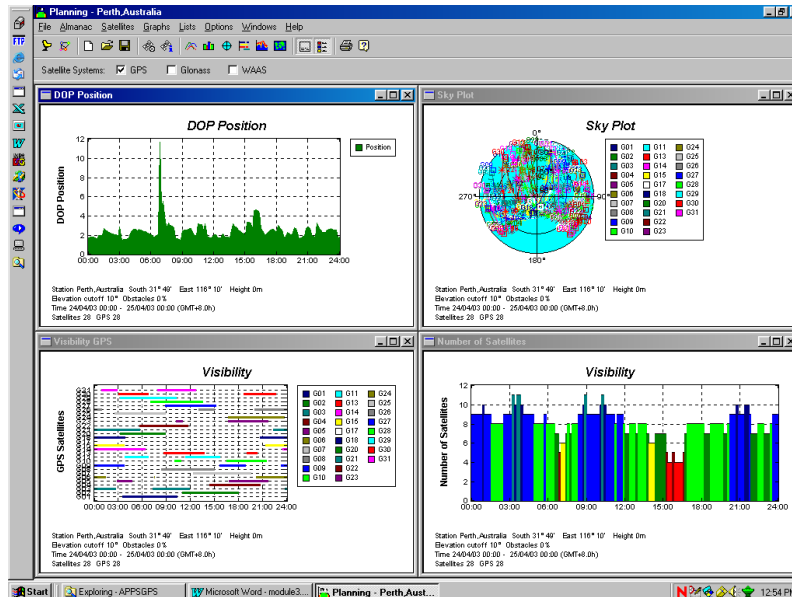 Planning - Perth,Australia
File Almanac Satellites Graphs Lists Options Windows Help
FTP
Satellite Systems: GPS Glonass WAAS
DOP Position
DOP Position
DOP Position
12
10
8
6
4
2
0
00:00 03:00 06:00 09:00 12:00 15:00 18:00 21:00 24:00
Position
Station Perth,Australia South 31° 49' East 116° 10' Height 0m
Elevation cutoff 10° Obstacles 0%
Time 24/04/03 00:00 - 25/04/03 00:00 (GMT+8.0h)
Satellites 28 GPS 28
Sky Plot
Sky Plot
0°
270°
90°
180°
G01 G11 G24
G02 G13 G25
G03 G14 G26
G04 G15 G27
G05 G17 G28
G06 G18 G29
G07 G20 G30
G08 G21 G31
G09 G22
G10 G23
Station Perth,Australia South 31° 49' East 116° 10' Height 0m
Elevation cutoff 10° Obstacles 0%
Time 24/04/03 00:00 - 25/04/03 00:00 (GMT+8.0h)
Satellites 28 GPS 28
Visibility GPS
Visibility
GPS Satellites
00:00 03:00 06:00 09:00 12:00 15:00 18:00 21:00 24:00
G01 G11 G24
G02 G13 G25
G03 G14 G26
G04 G15 G27
G05 G17 G28
G06 G18 G29
G07 G20 G30
G08 G21 G31
G09 G22
G10 G23
Station Perth,Australia South 31° 49' East 116° 10' Height 0m
Elevation cutoff 10° Obstacles 0%
Time 24/04/03 00:00 - 25/04/03 00:00 (GMT+8.0h)
Satellites 28 GPS 28
Number of Satellites
Visibility
Number of Satellites
12
10
8
6
4
2
0
00:00 03:00 06:00 09:00 12:00 15:00 18:00 21:00 24:00
Station Perth,Australia South 31° 49' East 116° 10' Height 0m
Elevation cutoff 10° Obstacles 0%
Time 24/04/03 00:00 - 25/04/03 00:00 (GMT+8.0h)
Satellites 28 GPS 28
Start Exploring - APPSGPS Microsoft Word - module3.... Planning - Perth,Aust... 12:54 PM